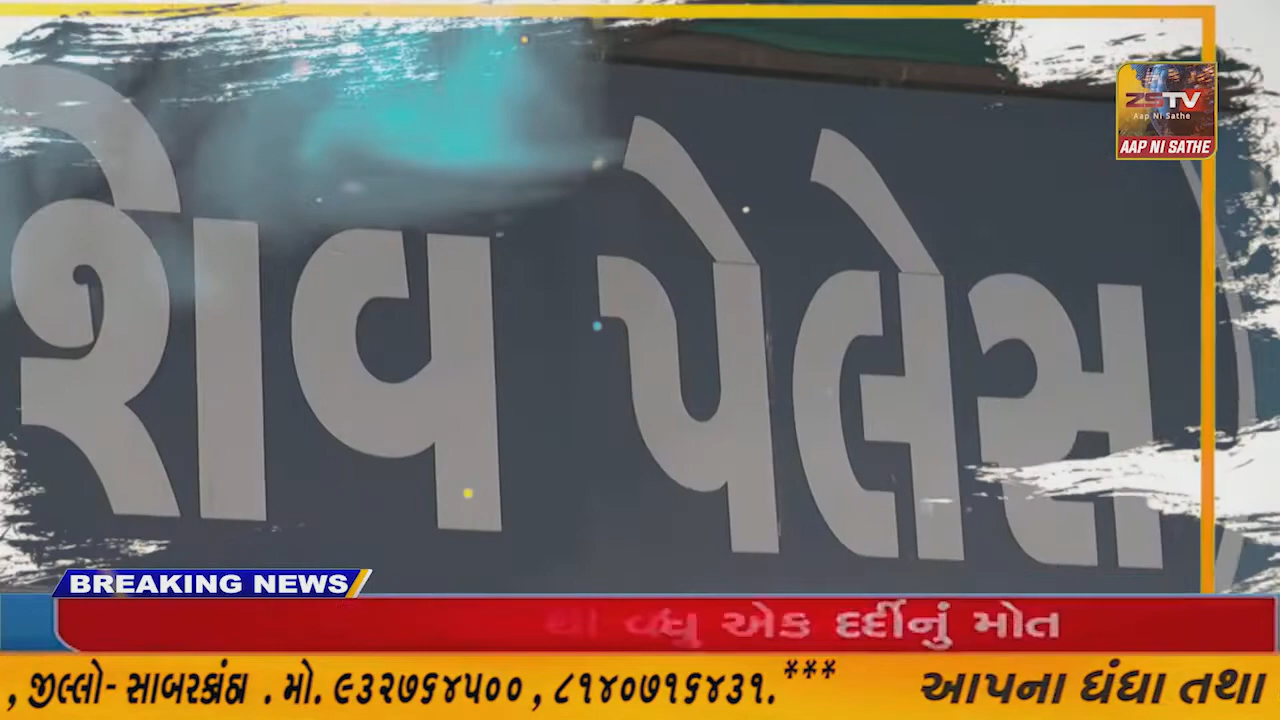 શિવ પેલેસ
ZSTV
Aap Ni Sathe
AAP NI SATHE
BREAKING NEWS
થી વધુ એક દર્દીનું મોત
, જીલ્લો- સાબરકાંઠા . મો. ૯૩૨૭૬૪૫૦૦ , ૮૧૪૦૭૧૬૪૩૧.*** આપના ધંધા તથા